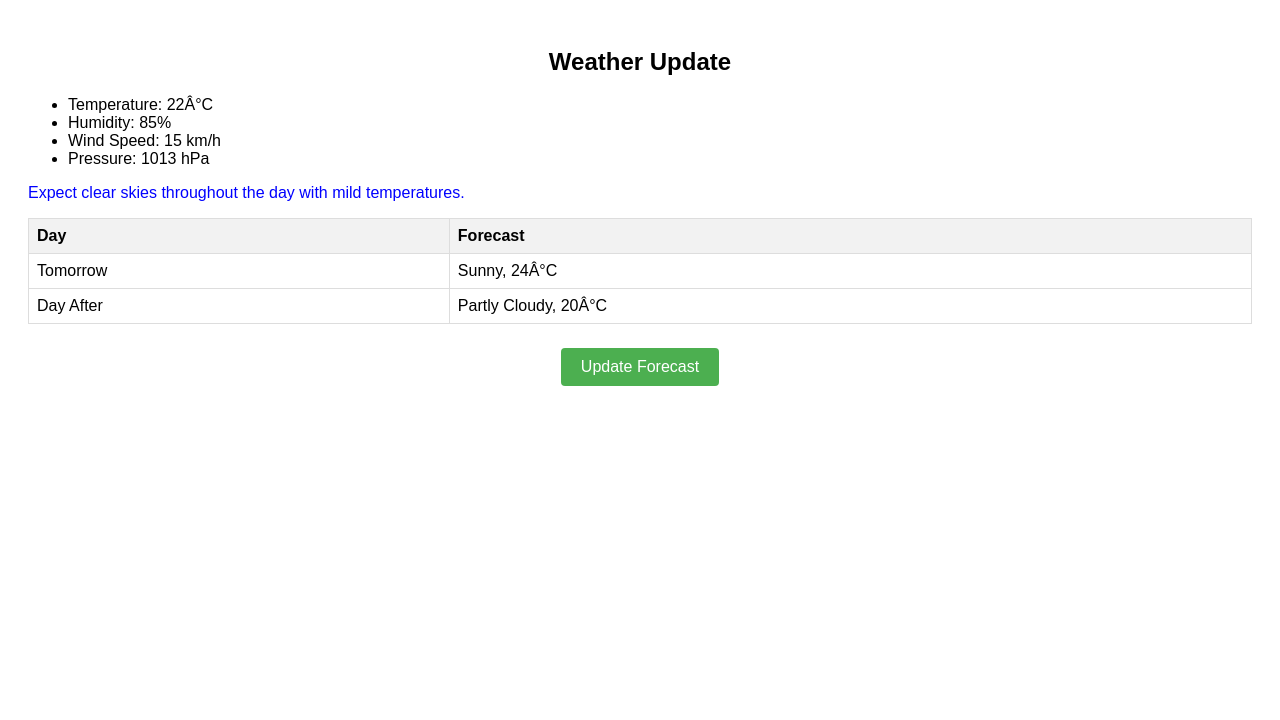 Weather Update
Temperature: 22Â°C
Humidity: 85%
Wind Speed: 15 km/h
Pressure: 1013 hPa
Expect clear skies throughout the day with mild temperatures.
Day Forecast
Tomorrow Sunny, 24Â°C
Day After Partly Cloudy, 20Â°C
Update Forecast